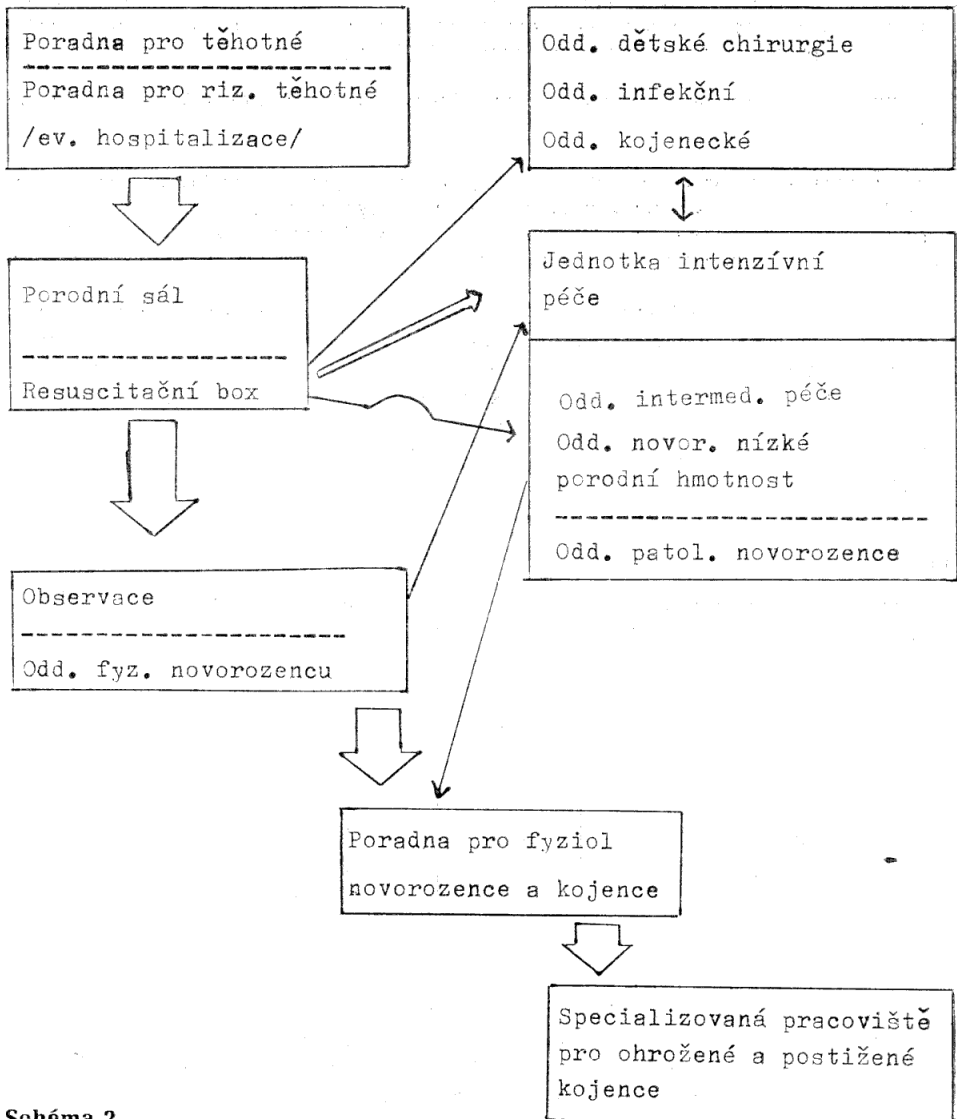 Poradna pro těhotné
Poradna pro riz. těhotné
/ev. hospitalizace/
Odd. dětské chirurgie
Odd. infekční
Odd. kojenecké
Porodní sál
Resuscitační box
Jednotka intenzívní
péče
Odd. intermed. péče
Odd. novor. nízké
porodní hmotnost
Odd. patol. novorozence
Observace
Odd. fyz. novorozencu
Poradna pro fyziol
novorozence a kojence
Specializovaná pracoviště
pro ohrožené a postižené
kojence
Schéma 2